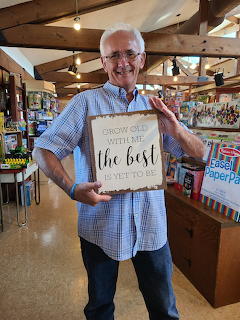 GROW OLD
WITH ME
the best
IS YET TO BE
Easel
PaperPa